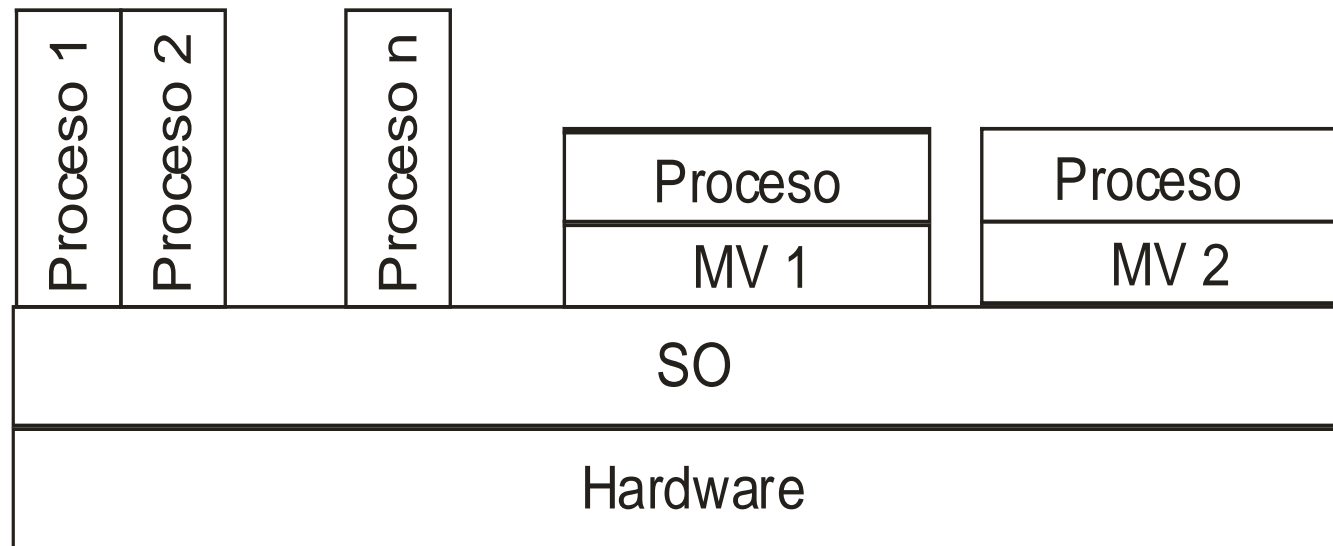 Proceso 1
Proceso 2
Proceso n
Proceso
MV 1
Proceso
MV 2
SO
Hardware